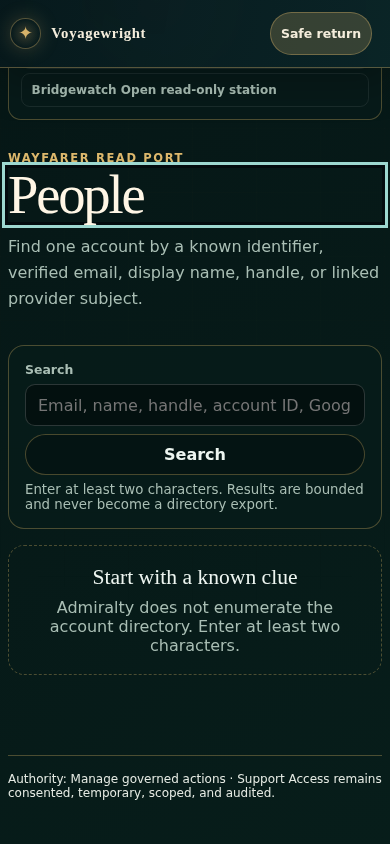 Voyagewright
Safe return
Bridgewatch Open read-only station
WAYFARER READ PORT
People
Find one account by a known identifier,
verified email, display name, handle, or linked
provider subject.
Search
Email, name, handle, account ID, Goog
Search
Enter at least two characters. Results are bounded
and never become a directory export.
Start with a known clue
Admiralty does not enumerate the
account directory. Enter at least two
characters.
Authority: Manage governed actions · Support Access remains
consented, temporary, scoped, and audited.